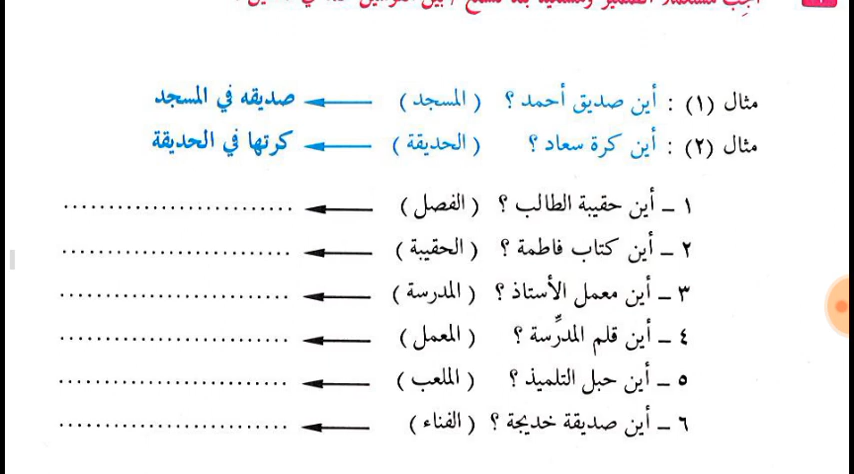 مثال (١) : أين صديق أحمد ؟ ( المسجد ) صديقه في المسجد
مثال (٢) : أين كرة سعاد ؟ ( الحديقة ) كرتها في الحديقة
١ ـ أين حقيبة الطالب ؟ ( الفصل ) ..............................
٢ ـ أين كتاب فاطمة ؟ ( الحقيبة ) ..............................
٣ ـ أين معمل الأستاذ ؟ ( المدرسة ) ..............................
٤ ـ أين قلم المدرِّسة ؟ ( المعمل ) ..............................
٥ ـ أين حبل التلميذ ؟ ( الملعب ) ..............................
٦ ـ أين صديقة خديجة ؟ ( الفناء ) ..............................